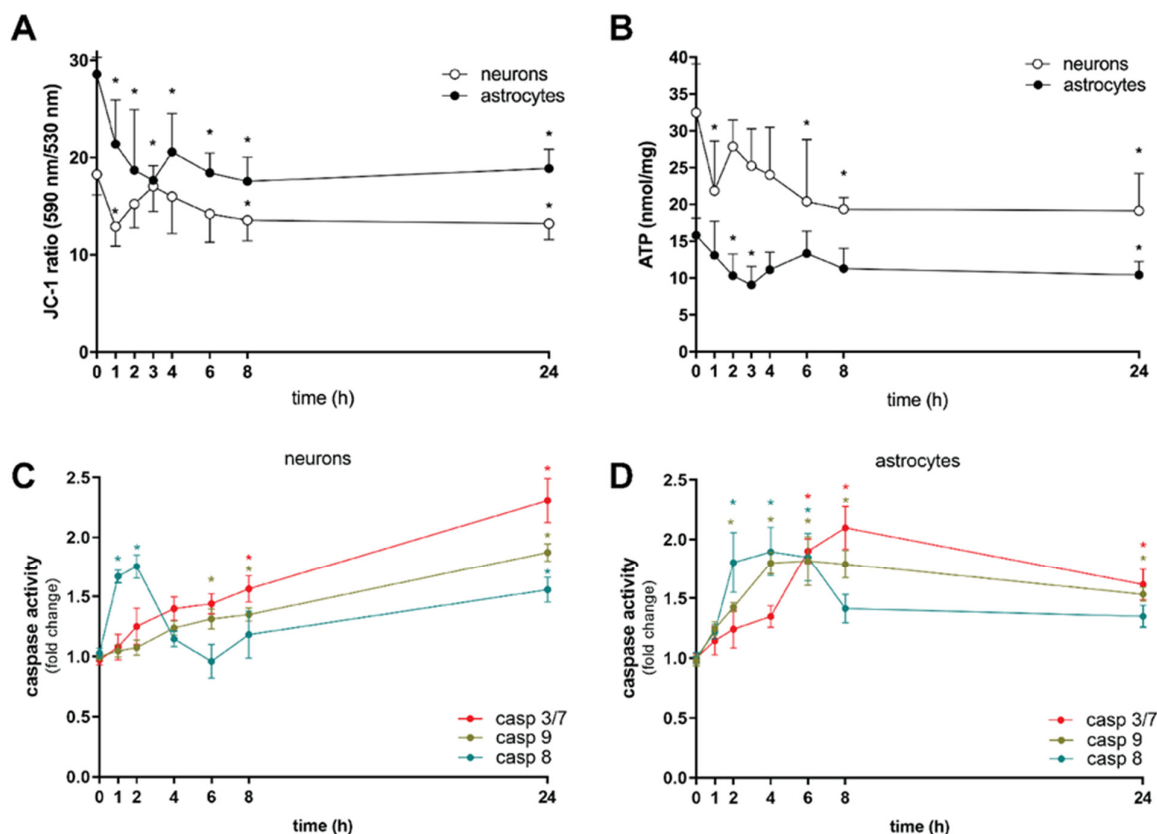 A
JC-1 ratio (590 nm/530 nm)
30
20
10
0
0 1 2 3 4 6 8 24
time (h)
neurons
astrocytes
* * * * * * *
* * *
B
ATP (nmol/mg)
40
35
30
25
20
15
10
5
0
0 1 2 3 4 6 8 24
time (h)
neurons
astrocytes
* * * *
* * *
C
neurons
caspase activity
(fold change)
2.5
2.0
1.5
1.0
0.5
0.0
0 1 2 4 6 8 24
time (h)
casp 3/7
casp 9
casp 8
* *
* * *
* * *
D
astrocytes
caspase activity
(fold change)
2.5
2.0
1.5
1.0
0.5
0.0
0 1 2 4 6 8 24
time (h)
casp 3/7
casp 9
casp 8
* * *
* * * * *
* * *